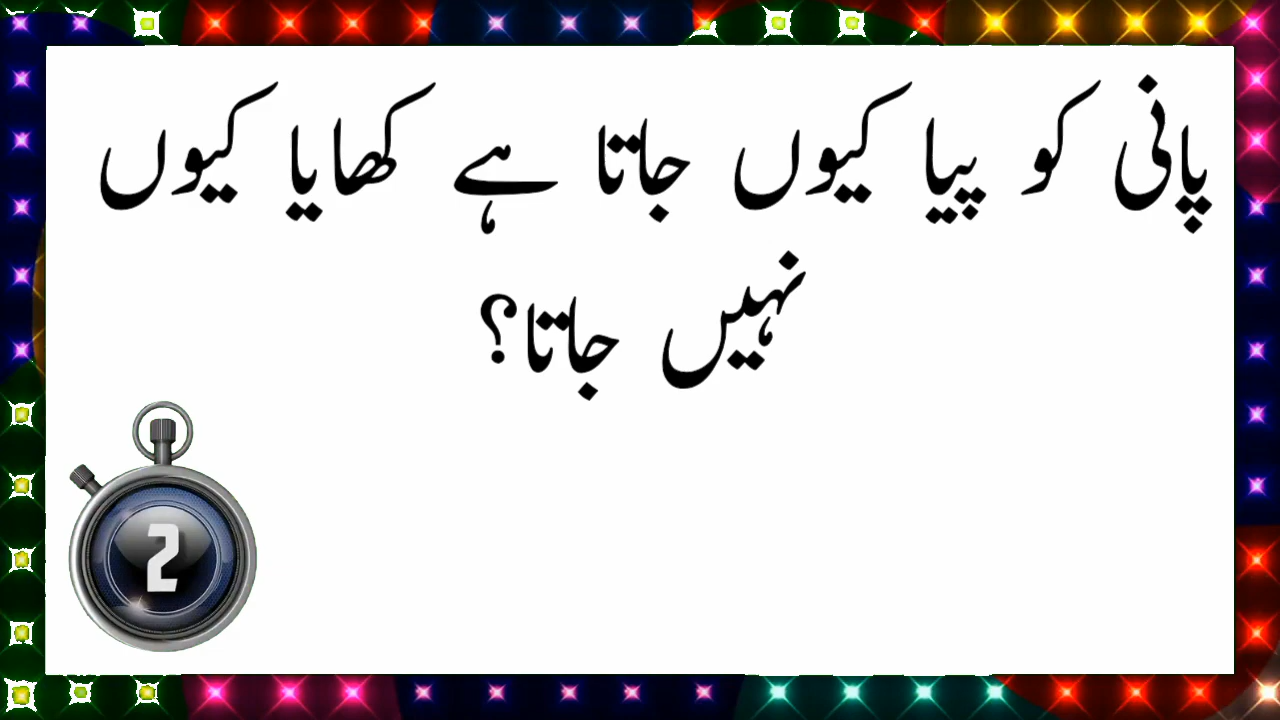 پانی کو پیا کیوں جاتا ہے کھایا کیوں
نہیں جاتا؟
2